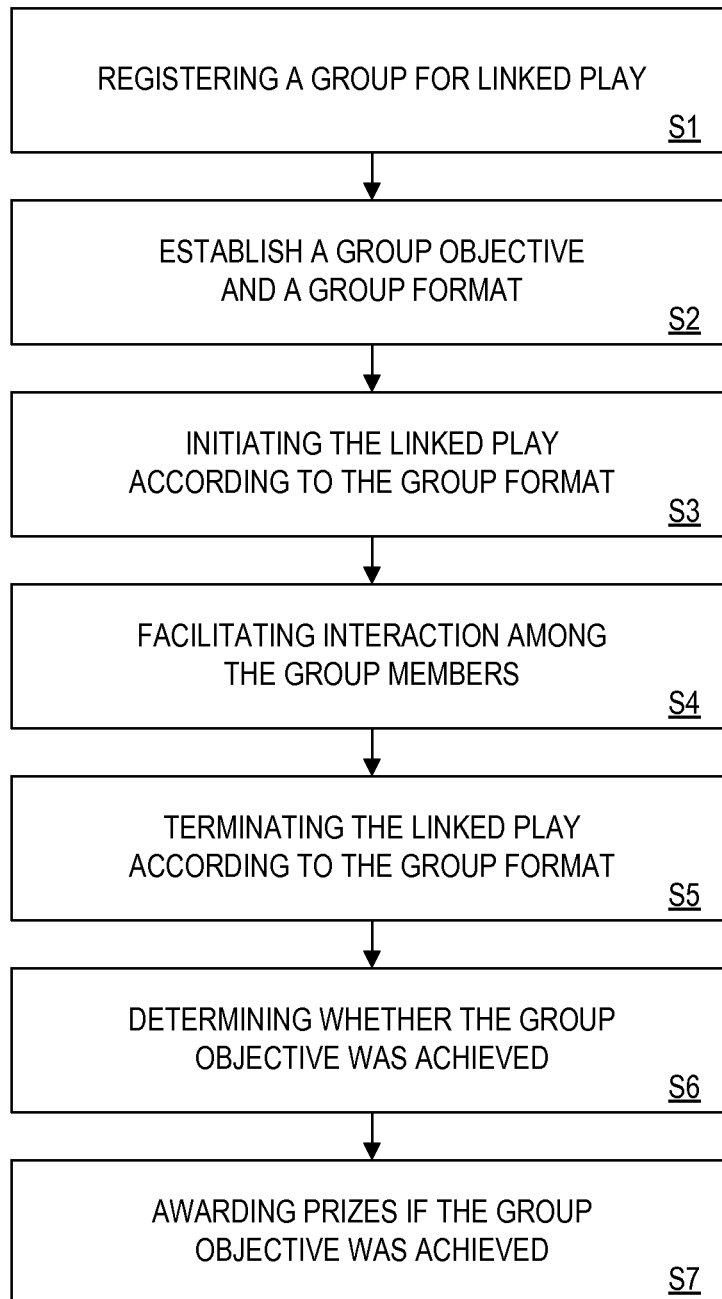 REGISTERING A GROUP FOR LINKED PLAY
S1
ESTABLISH A GROUP OBJECTIVE
AND A GROUP FORMAT
S2
INITIATING THE LINKED PLAY
ACCORDING TO THE GROUP FORMAT
S3
FACILITATING INTERACTION AMONG
THE GROUP MEMBERS
S4
TERMINATING THE LINKED PLAY
ACCORDING TO THE GROUP FORMAT
S5
DETERMINING WHETHER THE GROUP
OBJECTIVE WAS ACHIEVED
S6
AWARDING PRIZES IF THE GROUP
OBJECTIVE WAS ACHIEVED
S7